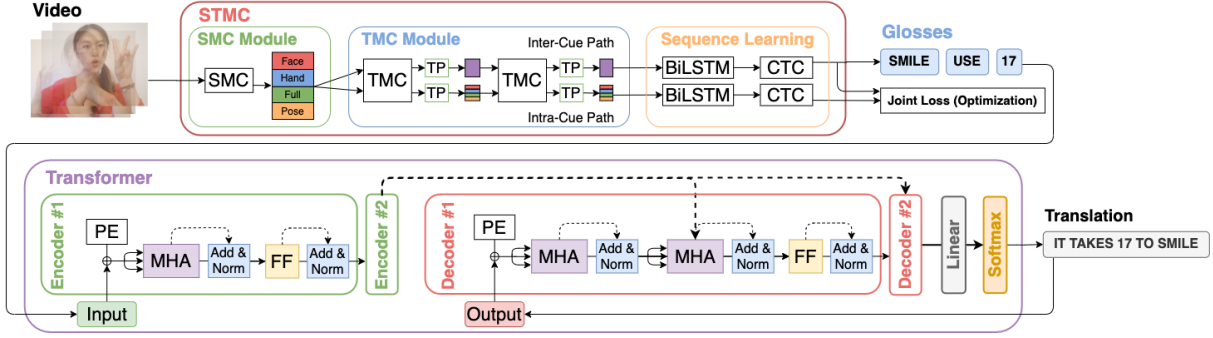 Video
STMC
SMC Module
SMC
Face
Hand
Full
Pose
TMC Module
Inter-Cue Path
TMC
TP
TMC
TP
TP
TP
Intra-Cue Path
Sequence Learning
BiLSTM
CTC
BiLSTM
CTC
Glosses
SMILE
USE
17
Joint Loss (Optimization)
Transformer
Encoder #1
PE
MHA
Add & Norm
FF
Add & Norm
Input
Encoder #2
Decoder #1
PE
MHA
Add & Norm
MHA
Add & Norm
FF
Add & Norm
Output
Decoder #2
Linear
Softmax
Translation
IT TAKES 17 TO SMILE